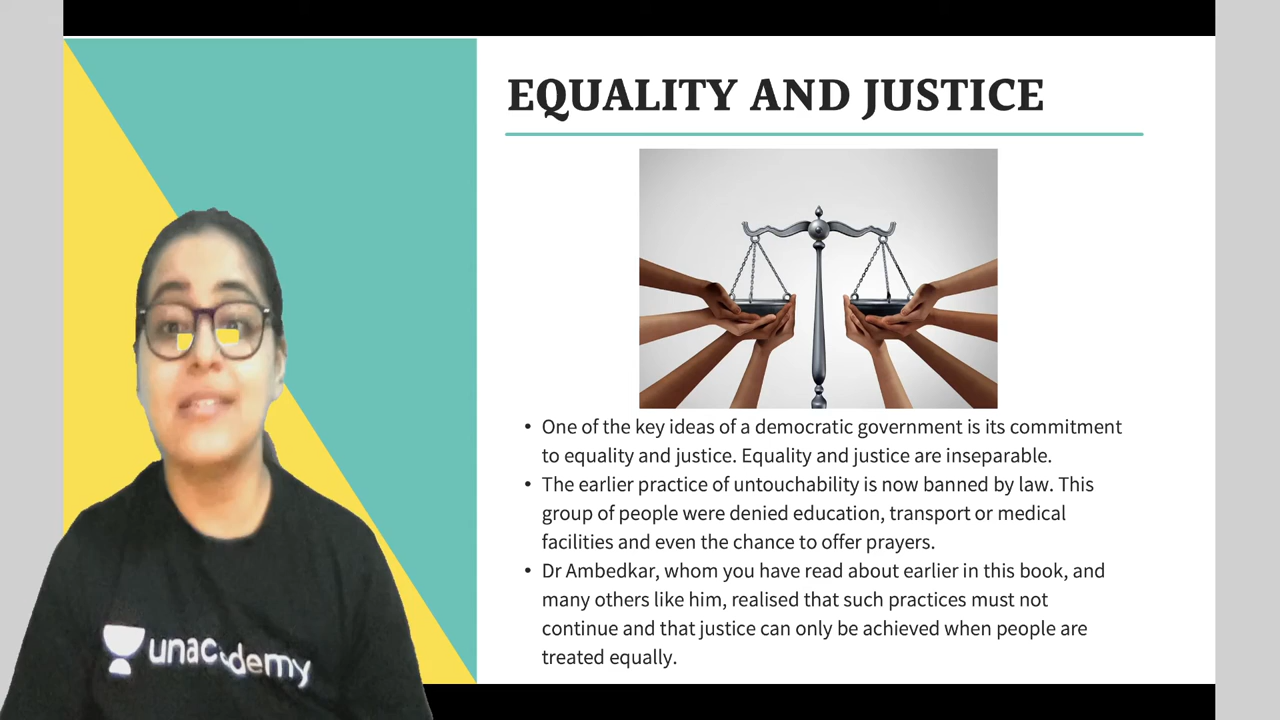 EQUALITY AND JUSTICE
• One of the key ideas of a democratic government is its commitment
to equality and justice. Equality and justice are inseparable.
• The earlier practice of untouchability is now banned by law. This
group of people were denied education, transport or medical
facilities and even the chance to offer prayers.
• Dr Ambedkar, whom you have read about earlier in this book, and
many others like him, realised that such practices must not
continue and that justice can only be achieved when people are
treated equally.
unacademy